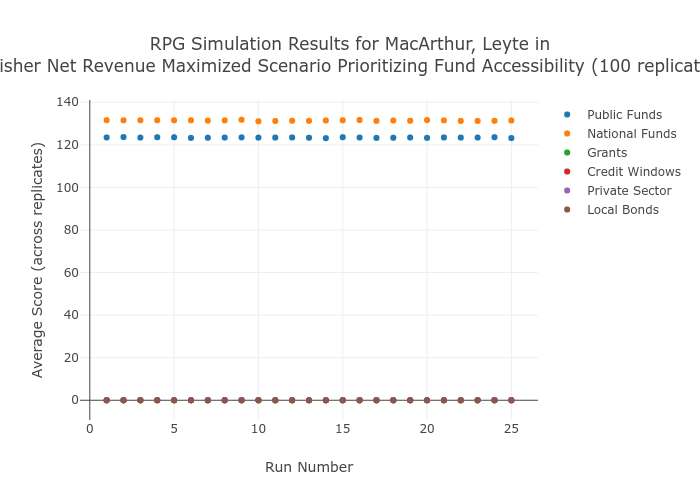 RPG Simulation Results for MacArthur, Leyte in
isher Net Revenue Maximized Scenario Prioritizing Fund Accessibility (100 replicat
140
120
100
80
60
40
20
0
Average Score (across replicates)
0 5 10 15 20 25
Run Number
Public Funds
National Funds
Grants
Credit Windows
Private Sector
Local Bonds